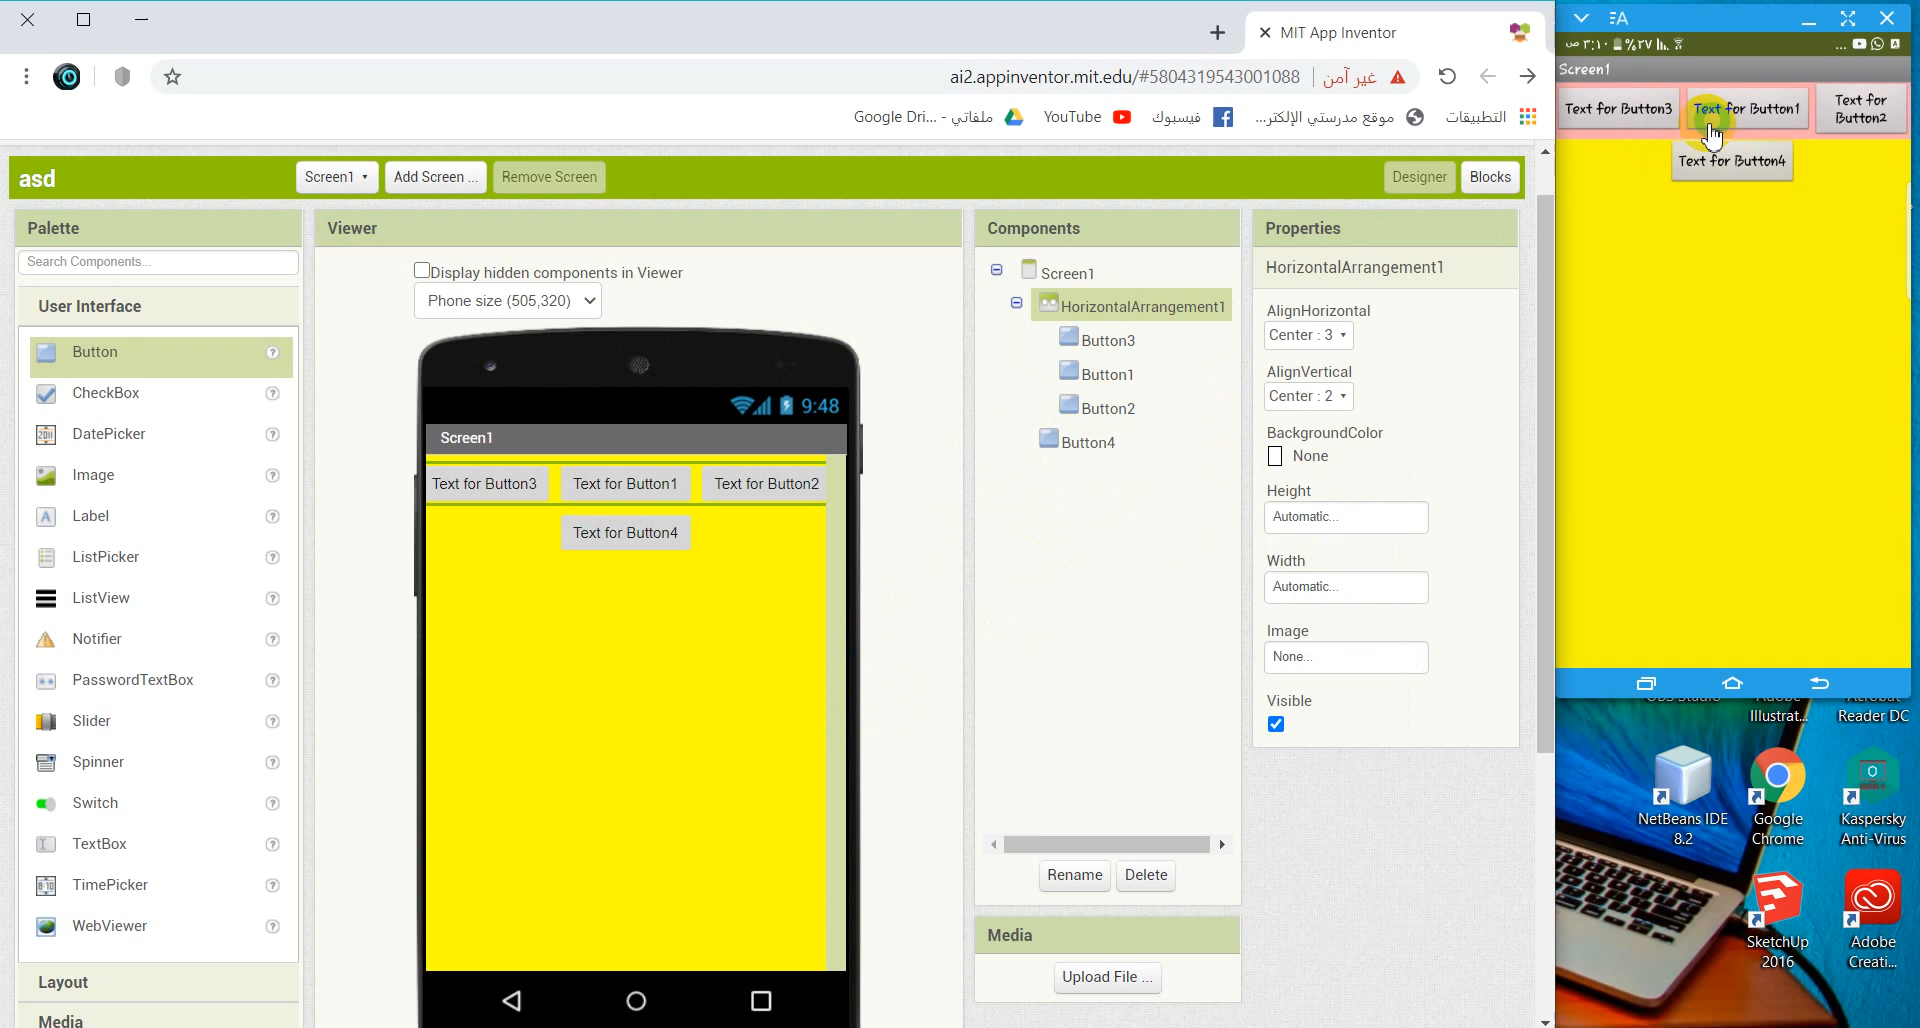 MIT App Inventor
ai2.appinventor.mit.edu/#5804319543001088
غير آمن
التطبيقات
موقع مدرستي الإلكتر...
فيسبوك
YouTube
ملفاتي - Google Dri...
asd
Screen1
Add Screen ...
Remove Screen
Designer
Blocks
Palette
Search Components...
User Interface
Button
CheckBox
DatePicker
Image
Label
ListPicker
ListView
Notifier
PasswordTextBox
Slider
Spinner
Switch
TextBox
TimePicker
WebViewer
Layout
Media
Viewer
Display hidden components in Viewer
Phone size (505,320)
9:48
Screen1
Text for Button3
Text for Button1
Text for Button2
Text for Button4
Components
Screen1
HorizontalArrangement1
Button3
Button1
Button2
Button4
Rename
Delete
Media
Upload File ...
Properties
HorizontalArrangement1
AlignHorizontal
Center : 3
AlignVertical
Center : 2
BackgroundColor
None
Height
Automatic...
Width
Automatic...
Image
None...
Visible
٣:١٠ ص
%٢٧
Screen1
Text for Button3
Text for Button1
Text for
Button2
Text for Button4
Illustrat...
Reader DC
NetBeans IDE
8.2
Google
Chrome
Kaspersky
Anti-Virus
SketchUp
2016
Adobe
Creati...